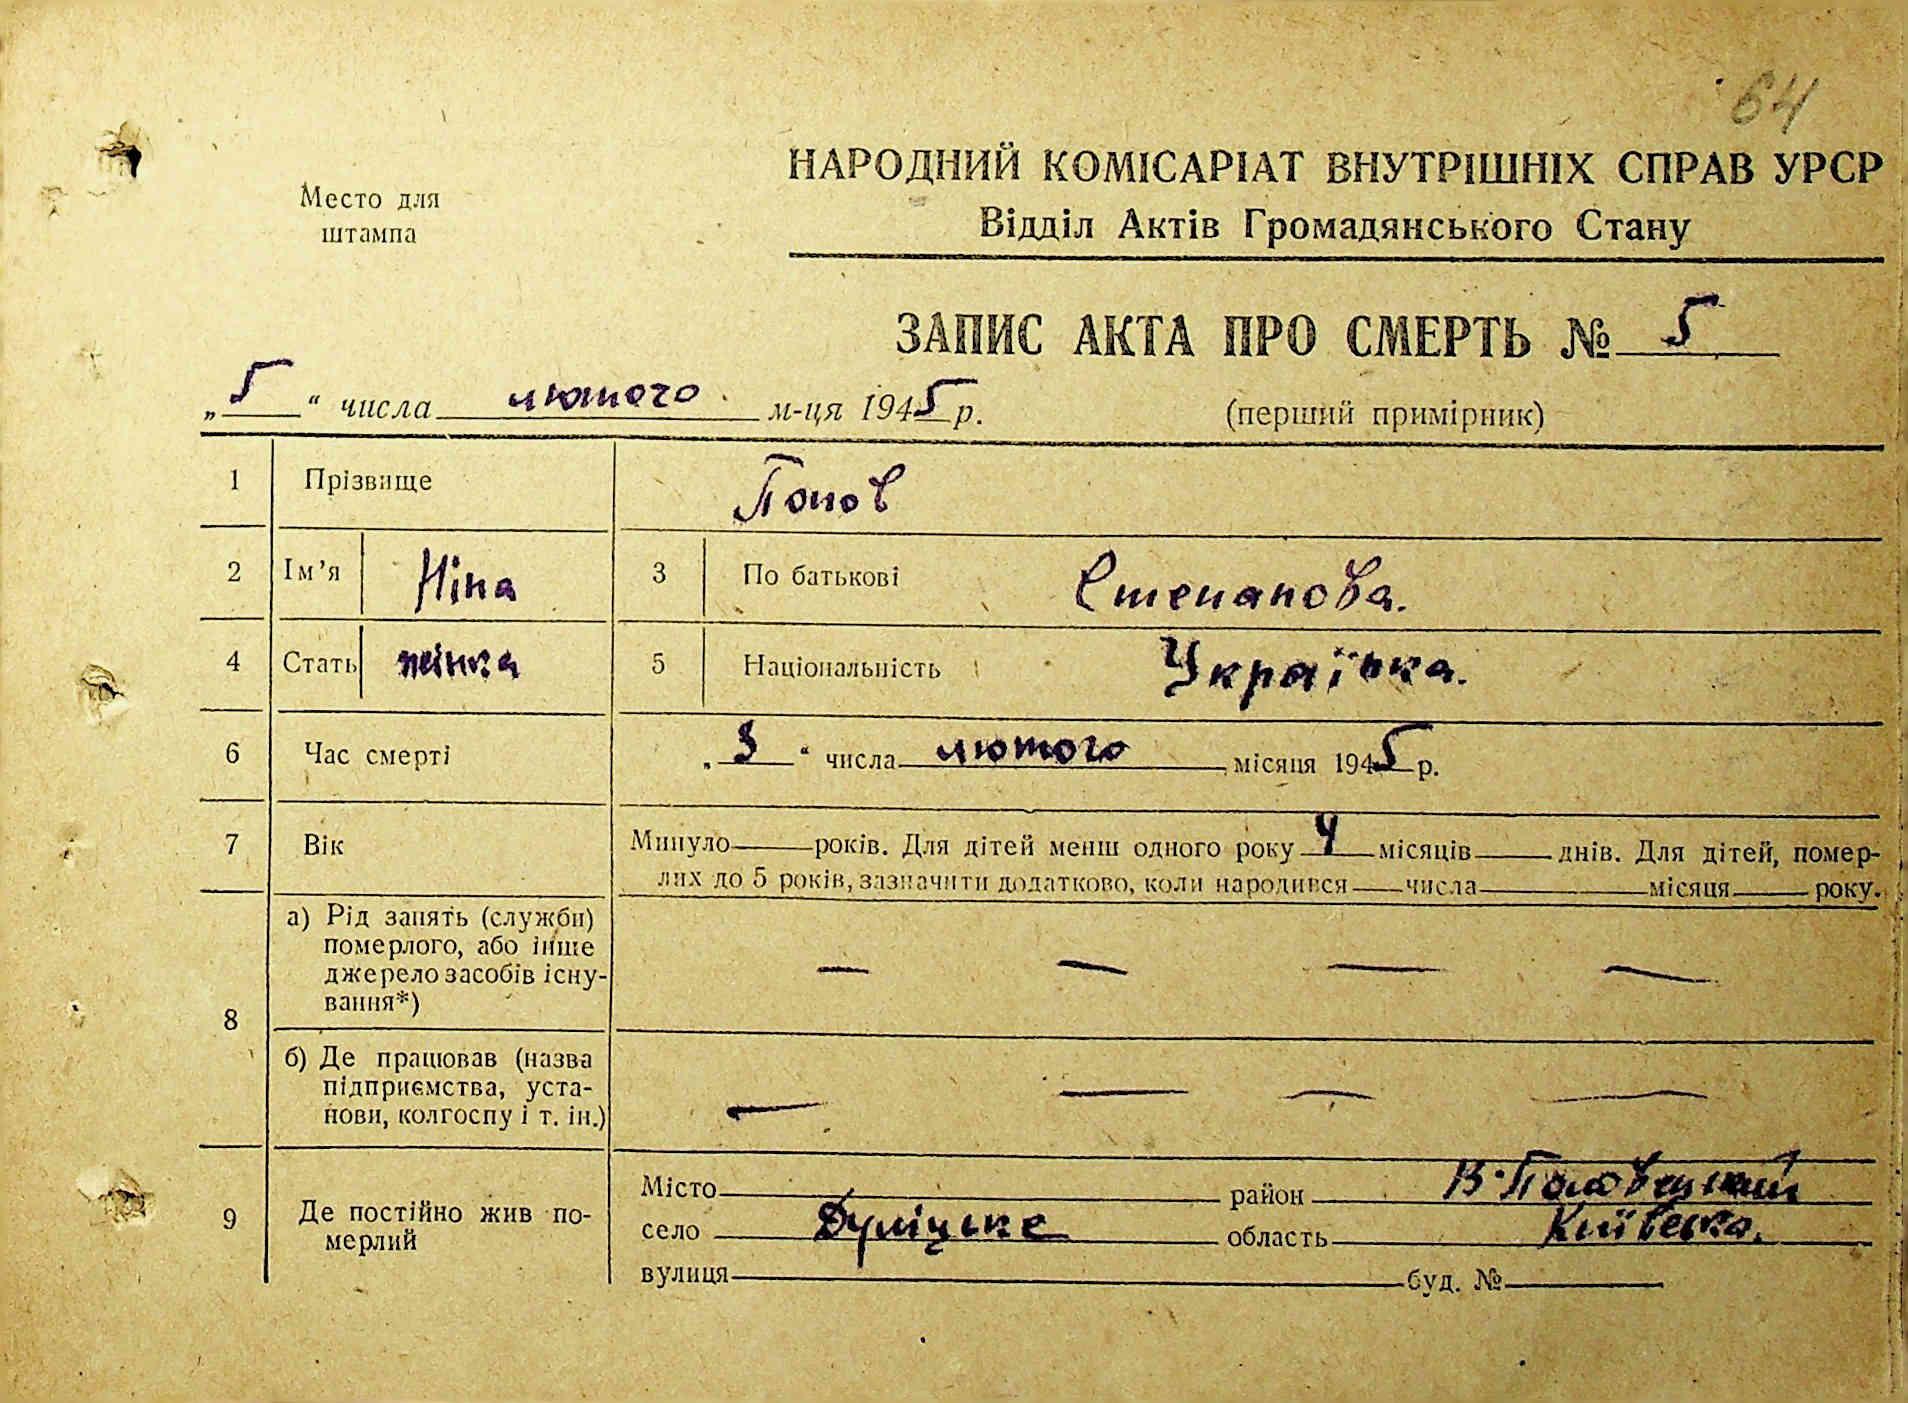 64
Место для
штампа
НАРОДНИЙ КОМІСАРІАТ ВНУТРІШНІХ СПРАВ УРСР
Відділ Актів Громадянського Стану
ЗАПИС АКТА ПРО СМЕРТЬ № 5
„5“ числа лютого м-ця 1945 р.
(перший примірник)
1 Прізвище Попов
2 Ім’я Ніна 3 По батькові Степанова.
4 Стать жінка 5 Національність Українка.
6 Час смерті „3“ числа лютого місяця 1945 р.
7 Вік Минуло років. Для дітей менш одного року 4 місяців днів. Для дітей, помер-
лих до 5 років, зазначити додатково, коли народився числа місяця року.
8 а) Рід занять (служби)
померлого, або інше
джерело засобів існу-
вання*)
б) Де працював (назва
підприємства, уста-
нови, колгоспу і т. ін.)
9 Де постійно жив по-
мерлий
Місто район В-Половецький
село Дуліцьке область Київська.
вулиця буд. №